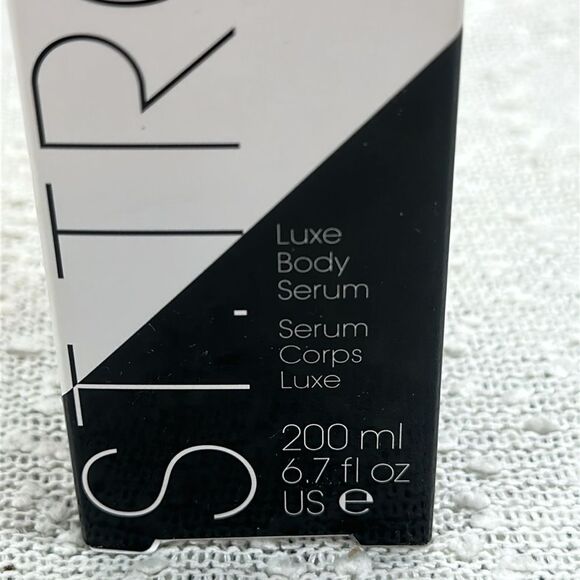 ST. TR
Luxe
Body
Serum
Serum
Corps
Luxe
200 ml
6.7 fl oz
US ℮